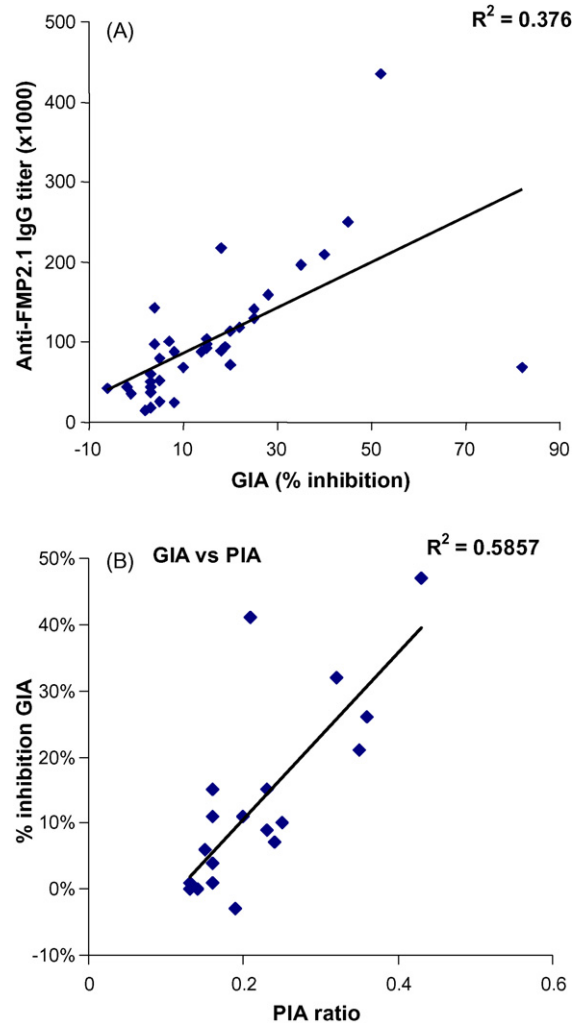 (A)
R² = 0.376
500
400
300
200
100
0
Anti-FMP2.1 IgG titer (x1000)
-10 10 30 50 70 90
GIA (% inhibition)
(B) GIA vs PIA
R² = 0.5857
50%
40%
30%
20%
10%
0%
-10%
% inhibition GIA
0 0.2 0.4 0.6
PIA ratio